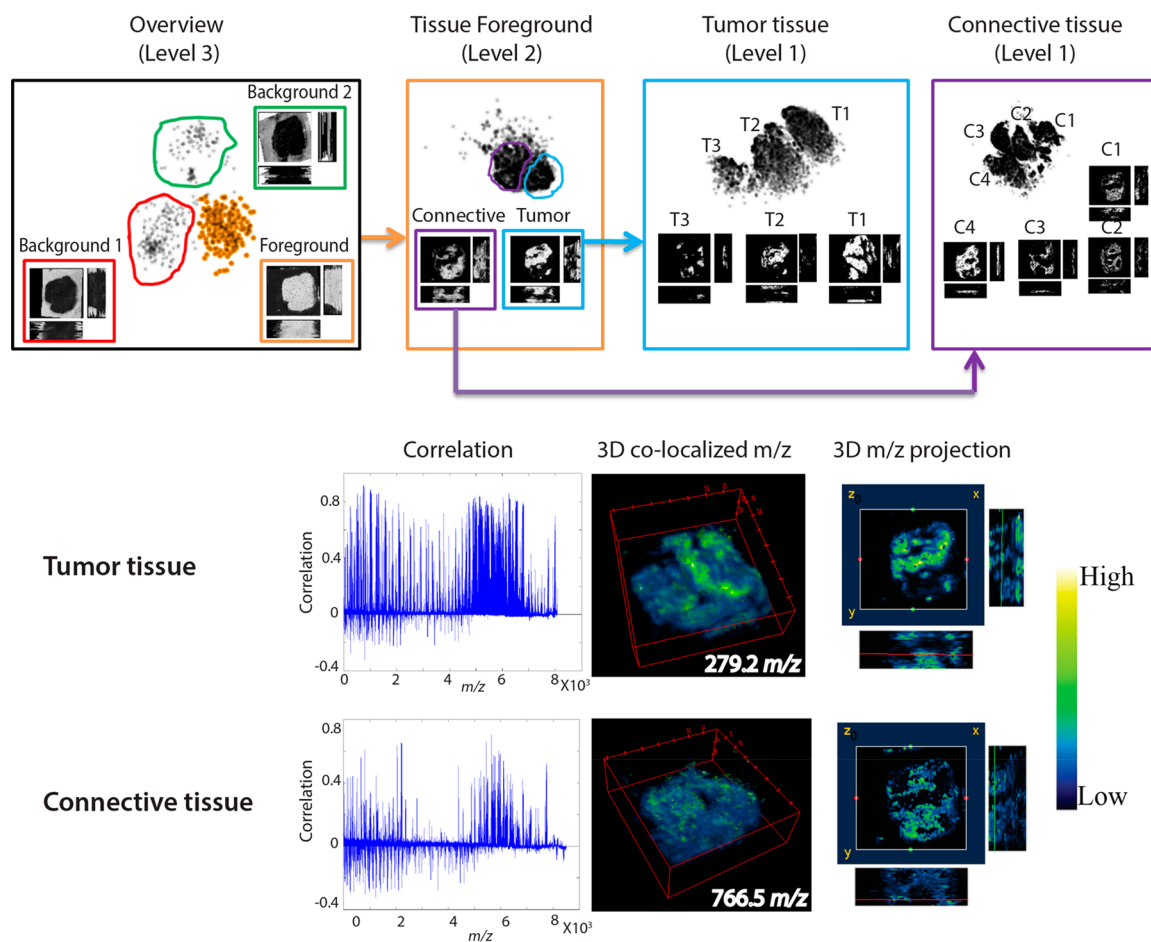 Overview
(Level 3)
Tissue Foreground
(Level 2)
Tumor tissue
(Level 1)
Connective tissue
(Level 1)
Background 2
Background 1
Foreground
Connective
Tumor
T1
T2
T3
T3
T2
T1
C2
C3
C1
C4
C1
C4
C3
C2
Correlation
3D co-localized m/z
3D m/z projection
Tumor tissue
Correlation
0.8
0.4
0
-0.4
0
2
4
6
8
X10³
m/z
279.2 m/z
z
x
y
High
Low
Connective tissue
Correlation
0.8
0.4
0
-0.4
0
2
4
6
8
X10³
m/z
766.5 m/z
z
x
y